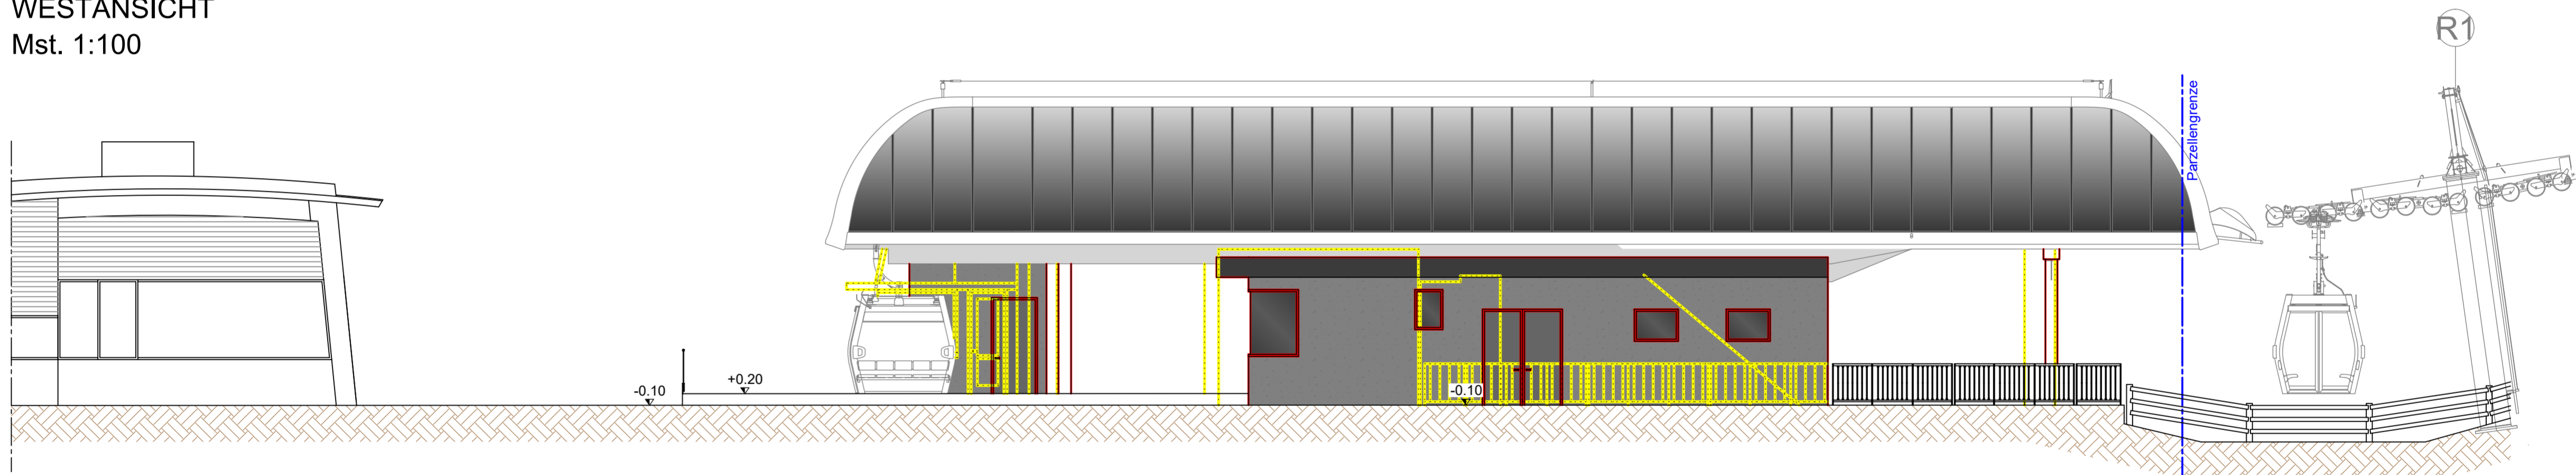 WESTANSICHT
Mst. 1:100
R1
Parzellengrenze
-0.10
+0.20
-0.10